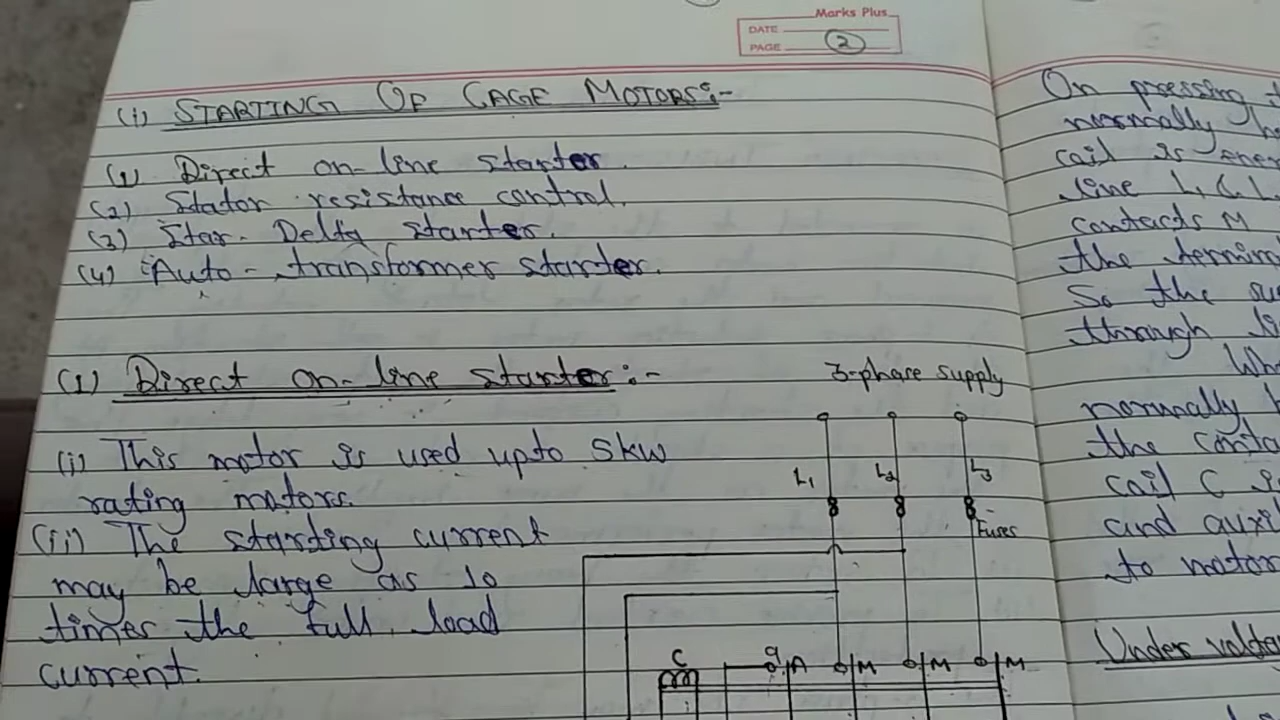 Marks Plus
DATE
PAGE 2
(i) STARTING OF CAGE MOTORS:-
(1) Direct on-line starter.
(2) Stator resistance control.
(3) Star-Delta starter.
(4) Auto-transformer starter.
(1) Direct on-line starter:-
(i) This motor is used upto 5kw
rating motors.
(ii) The starting current
may be large as 10
times the full load
current.
3-phase supply
L1 L2 L3
Fuses
C A M M M
On pressing
normally
coil is
line L1
contacts M
the
So the
through
normally
the
coil C is
and
to motor
Under